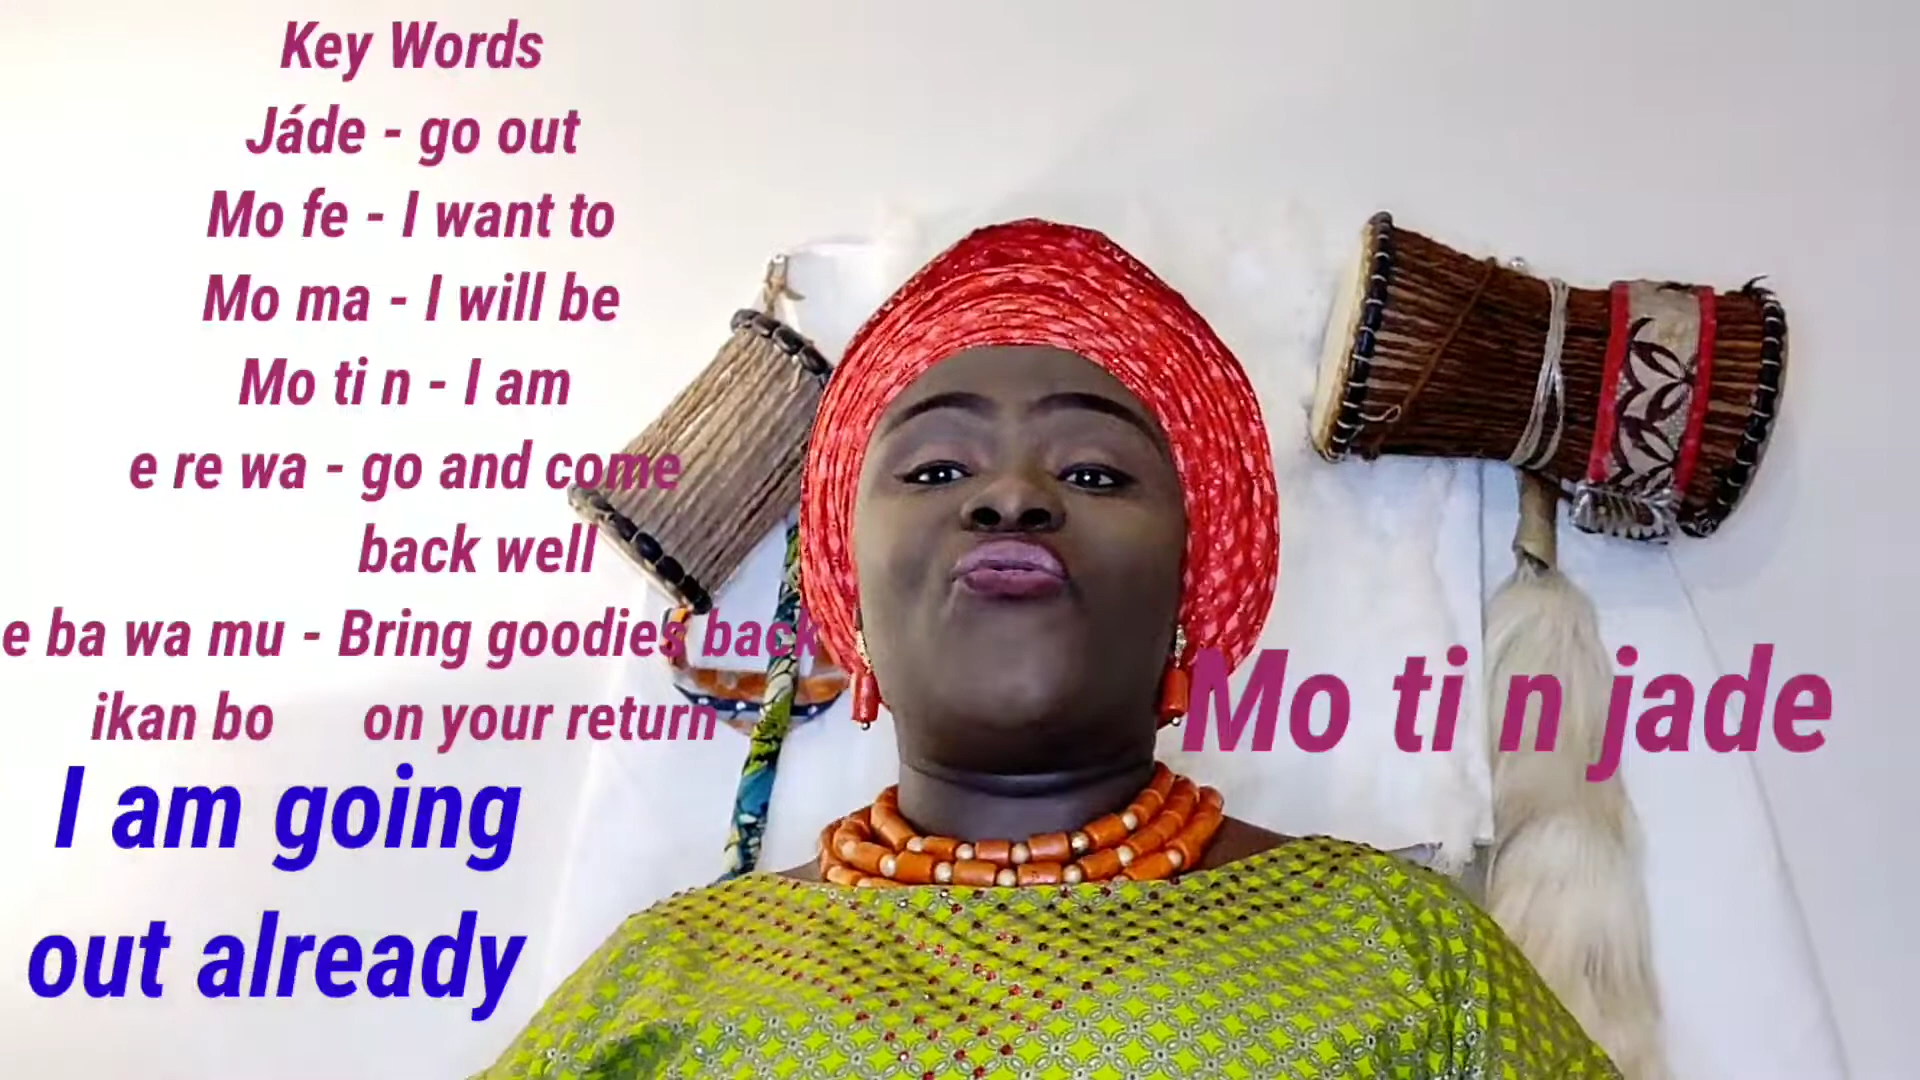 Key Words
Jáde - go out
Mo fe - I want to
Mo ma - I will be
Mo ti n - I am
e re wa - go and come
back well
e ba wa mu - Bring goodies back
ikan bo on your return
I am going
out already
Mo ti n jade